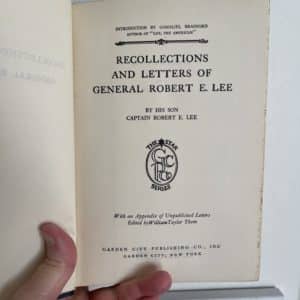 INTRODUCTION BY GAMALIEL BRADFORD
AUTHOR OF "LEE, THE AMERICAN"
RECOLLECTIONS
AND LETTERS OF
GENERAL ROBERT E. LEE
BY HIS SON
CAPTAIN ROBERT E. LEE
THE STAR
SERIES
With an Appendix of Unpublished Letters
Edited by William Taylor Thom
GARDEN CITY PUBLISHING CO., INC
GARDEN CITY, NEW YORK